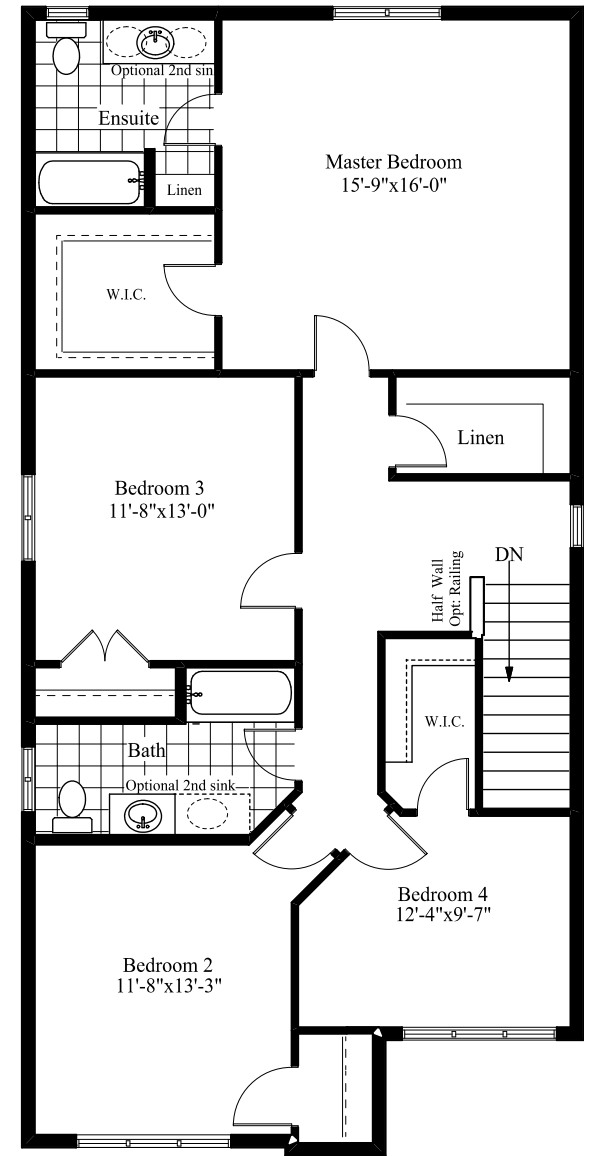 Optional 2nd sin
Ensuite
Linen
Master Bedroom
15'-9"x16'-0"
W.I.C.
Linen
Bedroom 3
11'-8"x13'-0"
DN
Half Wall
Opt: Railing
W.I.C.
Bath
Optional 2nd sink
Bedroom 4
12'-4"x9'-7"
Bedroom 2
11'-8"x13'-3"